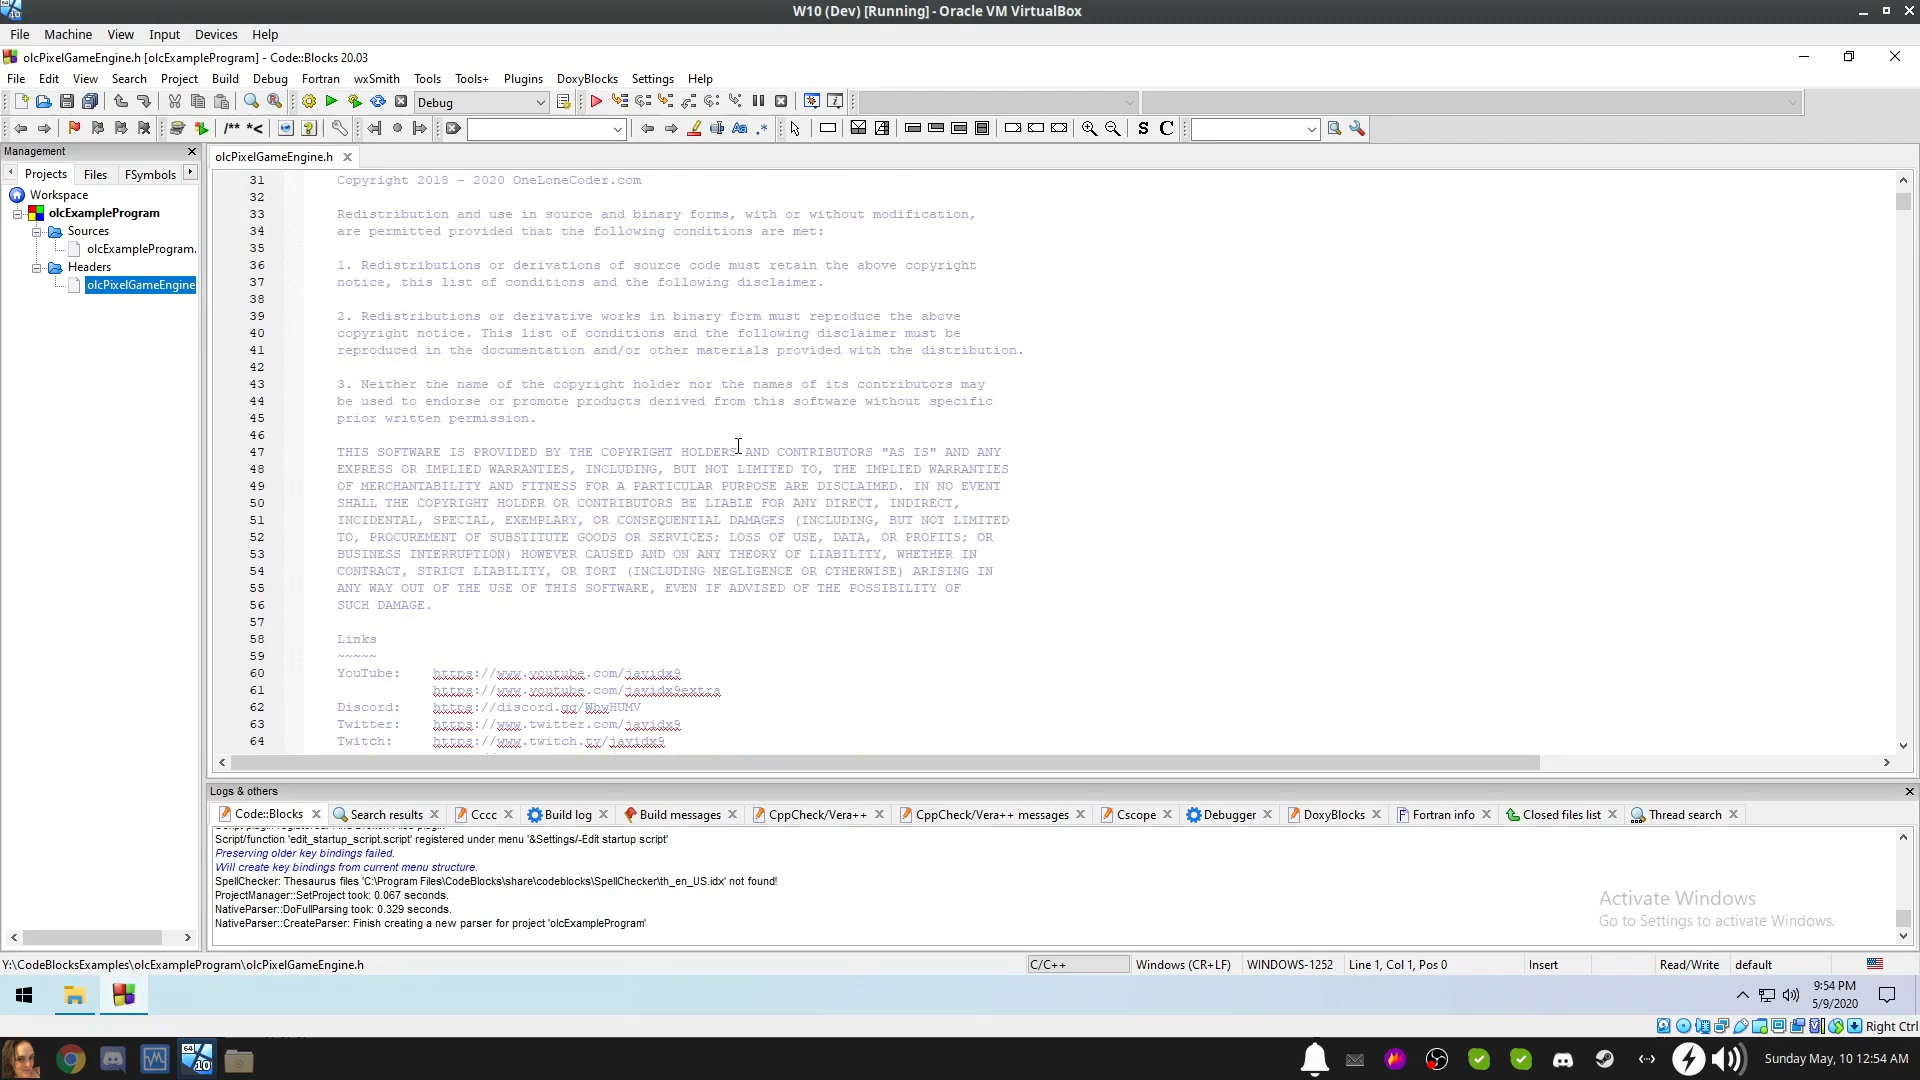 W10 (Dev) [Running] - Oracle VM VirtualBox
File Machine View Input Devices Help
olcPixelGameEngine.h [olcExampleProgram] - Code::Blocks 20.03
File Edit View Search Project Build Debug Fortran wxSmith Tools Tools+ Plugins DoxyBlocks Settings Help
Debug
/** *<
S C
Management
Projects Files FSymbols
Workspace
olcExampleProgram
Sources
olcExampleProgram.
Headers
olcPixelGameEngine
olcPixelGameEngine.h
31 Copyright 2018 - 2020 OneLoneCoder.com
32
33 Redistribution and use in source and binary forms, with or without modification,
34 are permitted provided that the following conditions are met:
35
36 1. Redistributions or derivations of source code must retain the above copyright
37 notice, this list of conditions and the following disclaimer.
38
39 2. Redistributions or derivative works in binary form must reproduce the above
40 copyright notice. This list of conditions and the following disclaimer must be
41 reproduced in the documentation and/or other materials provided with the distribution.
42
43 3. Neither the name of the copyright holder nor the names of its contributors may
44 be used to endorse or promote products derived from this software without specific
45 prior written permission.
46
47 THIS SOFTWARE IS PROVIDED BY THE COPYRIGHT HOLDERS AND CONTRIBUTORS "AS IS" AND ANY
48 EXPRESS OR IMPLIED WARRANTIES, INCLUDING, BUT NOT LIMITED TO, THE IMPLIED WARRANTIES
49 OF MERCHANTABILITY AND FITNESS FOR A PARTICULAR PURPOSE ARE DISCLAIMED. IN NO EVENT
50 SHALL THE COPYRIGHT HOLDER OR CONTRIBUTORS BE LIABLE FOR ANY DIRECT, INDIRECT,
51 INCIDENTAL, SPECIAL, EXEMPLARY, OR CONSEQUENTIAL DAMAGES (INCLUDING, BUT NOT LIMITED
52 TO, PROCUREMENT OF SUBSTITUTE GOODS OR SERVICES; LOSS OF USE, DATA, OR PROFITS; OR
53 BUSINESS INTERRUPTION) HOWEVER CAUSED AND ON ANY THEORY OF LIABILITY, WHETHER IN
54 CONTRACT, STRICT LIABILITY, OR TORT (INCLUDING NEGLIGENCE OR OTHERWISE) ARISING IN
55 ANY WAY OUT OF THE USE OF THIS SOFTWARE, EVEN IF ADVISED OF THE POSSIBILITY OF
56 SUCH DAMAGE.
57
58 Links
59 ~~~~~
60 YouTube: https://www.youtube.com/javidx9
61 https://www.youtube.com/javidx9extra
62 Discord: https://discord.gg/WhwHUMV
63 Twitter: https://www.twitter.com/javidx9
64 Twitch: https://www.twitch.tv/javidx9
Logs & others
Code::Blocks Search results Cccc Build log Build messages CppCheck/Vera++ CppCheck/Vera++ messages Cscope Debugger DoxyBlocks Fortran info Closed files list Thread search
Script/function 'edit_startup_script.script' registered under menu '&Settings/-Edit startup script'
Preserving older key bindings failed.
Will create key bindings from current menu structure.
SpellChecker: Thesaurus files 'C:\Program Files\CodeBlocks\share\codeblocks\SpellChecker\th_en_US.idx' not found!
ProjectManager::SetProject took: 0.067 seconds.
NativeParser::DoFullParsing took: 0.329 seconds.
NativeParser::CreateParser: Finish creating a new parser for project 'olcExampleProgram'
Activate Windows
Go to Settings to activate Windows.
Y:\CodeBlocksExamples\olcExampleProgram\olcPixelGameEngine.h C/C++ Windows (CR+LF) WINDOWS-1252 Line 1, Col 1, Pos 0 Insert Read/Write default
9:54 PM
5/9/2020
Right Ctrl
64
10
Sunday May, 10 12:54 AM